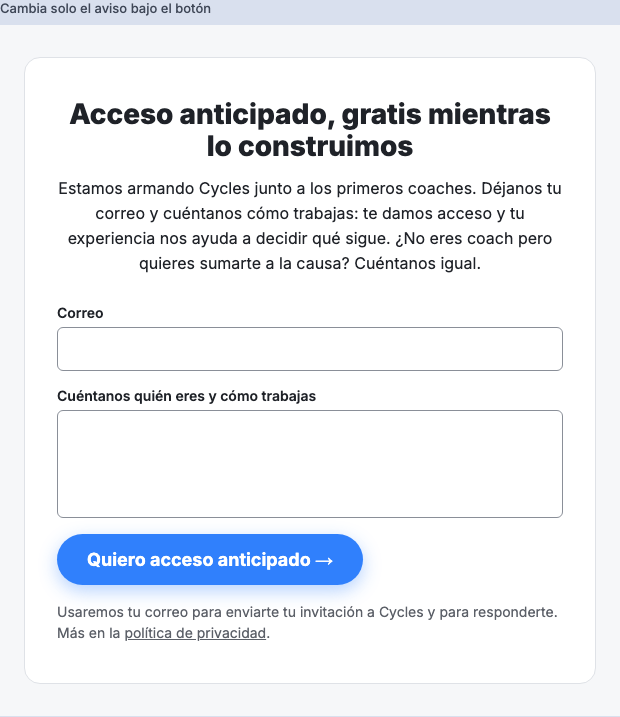 Cambia solo el aviso bajo el botón
Acceso anticipado, gratis mientras
lo construimos
Estamos armando Cycles junto a los primeros coaches. Déjanos tu
correo y cuéntanos cómo trabajas: te damos acceso y tu
experiencia nos ayuda a decidir qué sigue. ¿No eres coach pero
quieres sumarte a la causa? Cuéntanos igual.
Correo
Cuéntanos quién eres y cómo trabajas
Quiero acceso anticipado →
Usaremos tu correo para enviarte tu invitación a Cycles y para responderte.
Más en la política de privacidad.